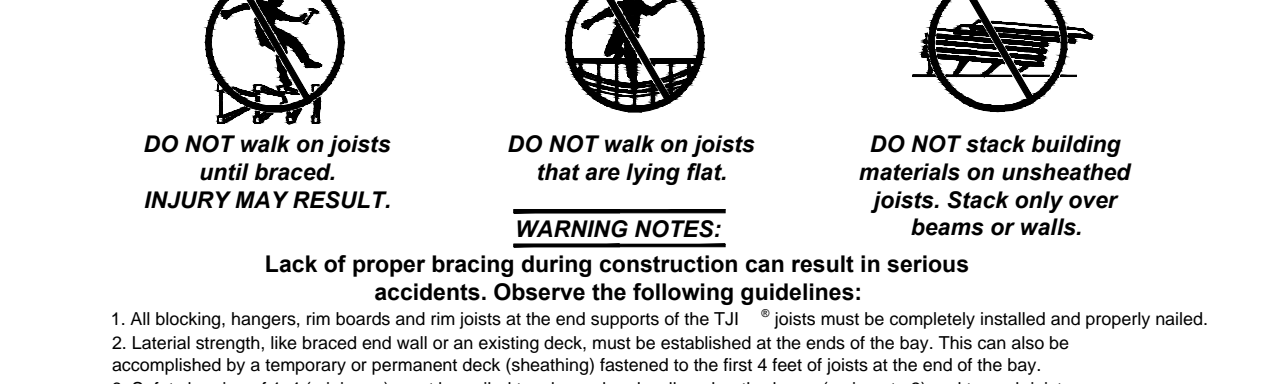 DO NOT walk on joists
until braced.
INJURY MAY RESULT.
DO NOT walk on joists
that are lying flat.
DO NOT stack building
materials on unsheathed
joists. Stack only over
beams or walls.
WARNING NOTES:
Lack of proper bracing during construction can result in serious
accidents. Observe the following guidelines:
1. All blocking, hangers, rim boards and rim joists at the end supports of the TJI ® joists must be completely installed and properly nailed.
2. Laterial strength, like braced end wall or an existing deck, must be established at the ends of the bay. This can also be
accomplished by a temporary or permanent deck (sheathing) fastened to the first 4 feet of joists at the end of the bay.